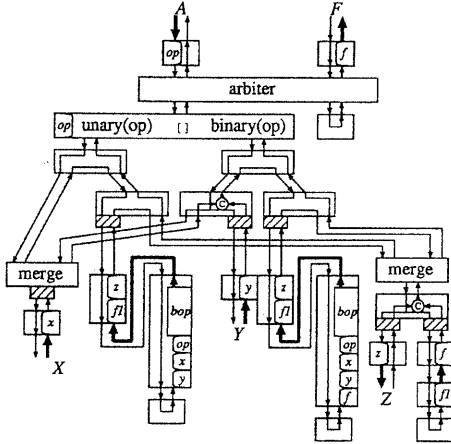 A F
op f
arbiter
op unary(op) [] binary(op)
C
merge merge
z y z C
fl bop fl bop
x z f
X Y Z
op op
x x fl
y y
f